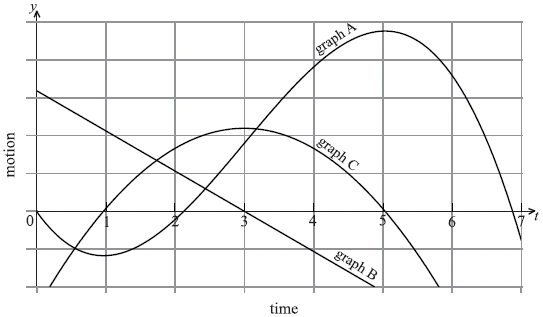 y
graph A
graph C
motion
0 1 2 3 4 5 6 7 t
graph B
time